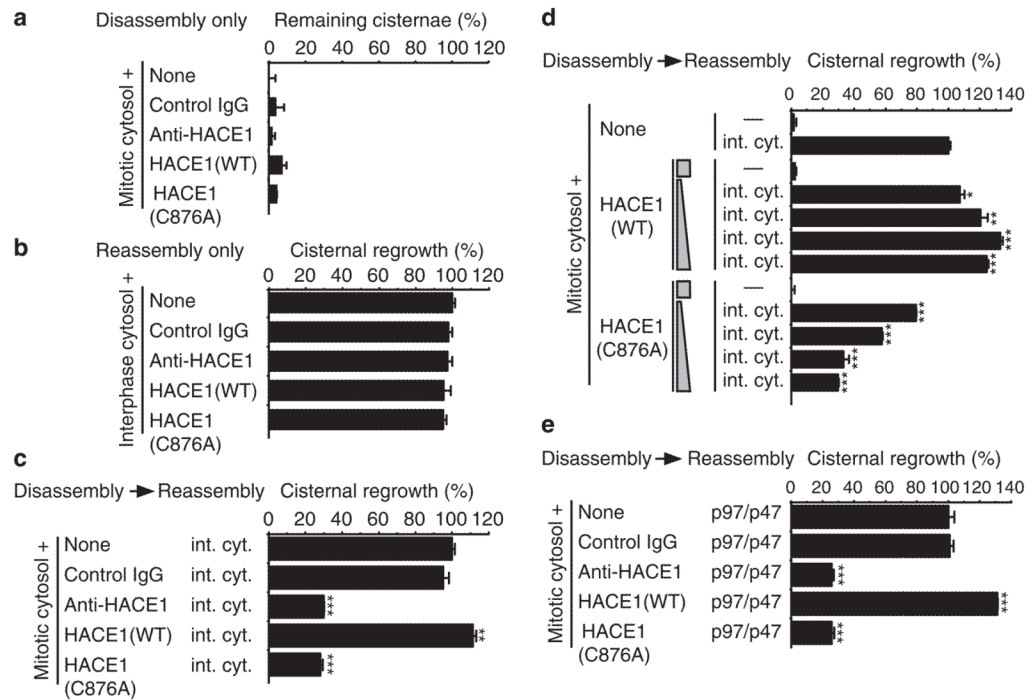 a
Disassembly only
Remaining cisternae (%)
0 20 40 60 80 100 120
Mitotic cytosol +
None
Control IgG
Anti-HACE1
HACE1(WT)
HACE1
(C876A)
b
Reassembly only
Cisternal regrowth (%)
0 20 40 60 80 100 120
Interphase cytosol +
None
Control IgG
Anti-HACE1
HACE1(WT)
HACE1
(C876A)
c
Disassembly → Reassembly Cisternal regrowth (%)
0 20 40 60 80 100 120
Mitotic cytosol +
None int. cyt.
Control IgG int. cyt.
Anti-HACE1 int. cyt. ***
HACE1(WT) int. cyt. **
HACE1 int. cyt. ***
(C876A)
d
Disassembly → Reassembly Cisternal regrowth (%)
0 20 40 60 80 100 140
Mitotic cytosol +
None
—
int. cyt.
HACE1
(WT)
—
int. cyt. *
int. cyt. **
int. cyt. ***
int. cyt. ***
HACE1
(C876A)
—
int. cyt. ***
int. cyt. ***
int. cyt. ***
int. cyt. ***
e
Disassembly → Reassembly Cisternal regrowth (%)
0 20 40 60 80 100 140
Mitotic cytosol +
None p97/p47
Control IgG p97/p47
Anti-HACE1 p97/p47 ***
HACE1(WT) p97/p47 ***
HACE1 p97/p47 ***
(C876A)